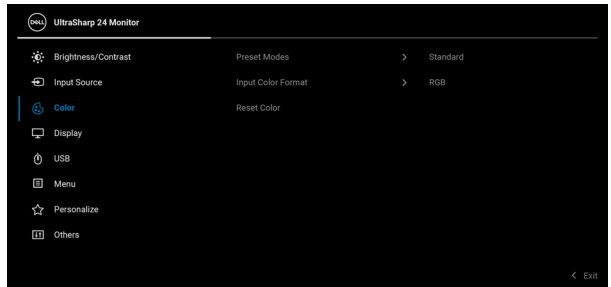 DELL UltraSharp 24 Monitor
Brightness/Contrast
Preset Modes > Standard
Input Source
Input Color Format > RGB
Color
Reset Color
Display
USB
Menu
Personalize
Others
< Exit